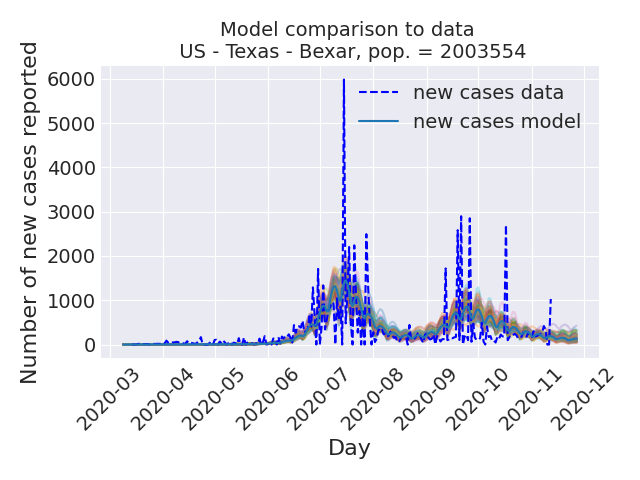 Model comparison to data
US - Texas - Bexar, pop. = 2003554
Number of new cases reported
6000
5000
4000
3000
2000
1000
0
new cases data
new cases model
2020-03
2020-04
2020-05
2020-06
2020-07
2020-08
2020-09
2020-10
2020-11
2020-12
Day